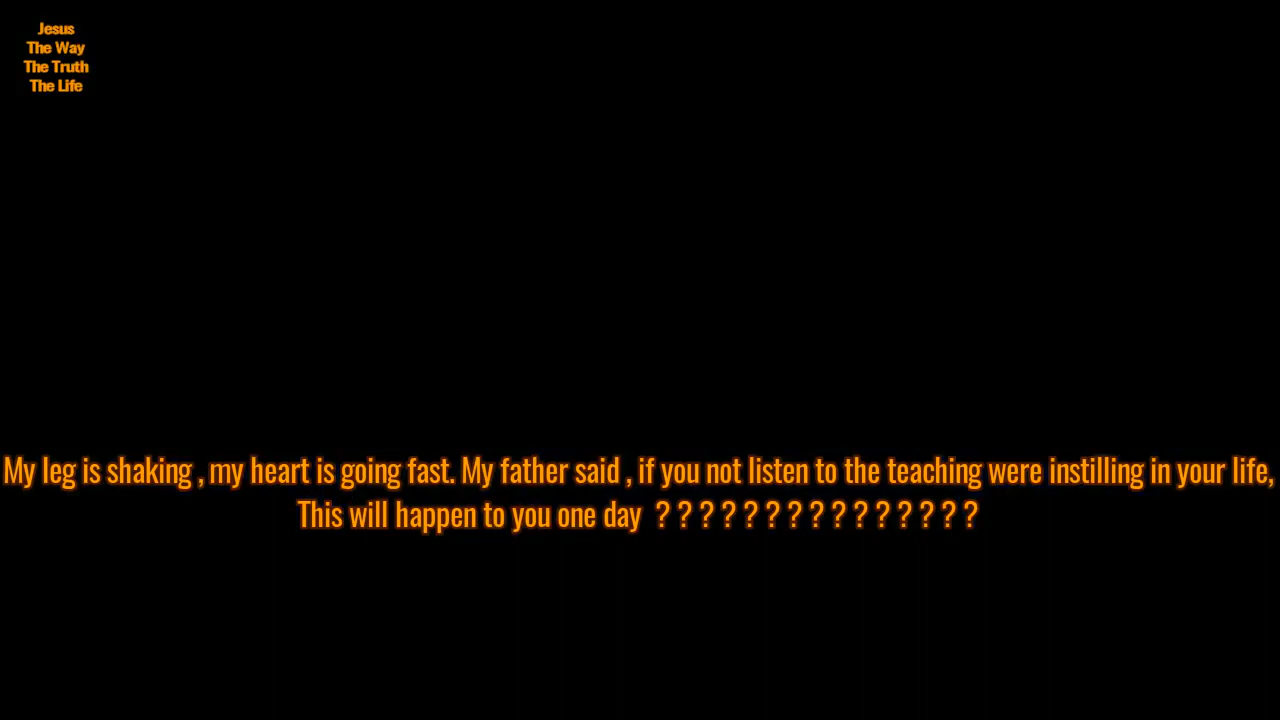 Jesus
The Way
The Truth
The Life
My leg is shaking , my heart is going fast. My father said , if you not listen to the teaching were instilling in your life,
This will happen to you one day  ? ? ? ? ? ? ? ? ? ? ? ? ? ? ?